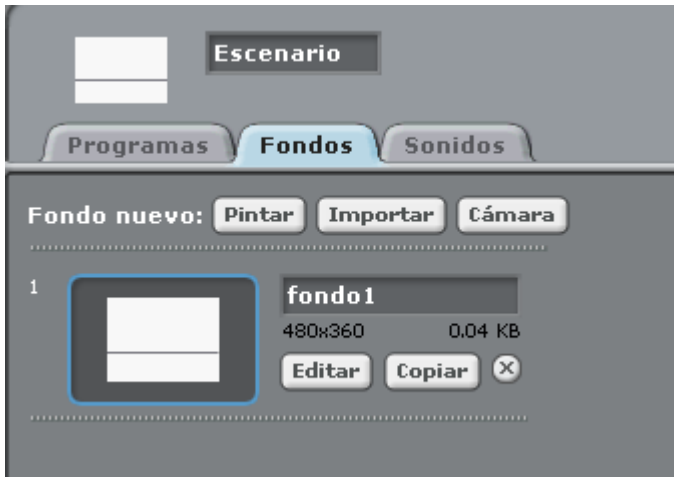 Escenario
Programas Fondos Sonidos
Fondo nuevo: Pintar Importar Cámara
1
fondo1
480x360 0.04 KB
Editar Copiar